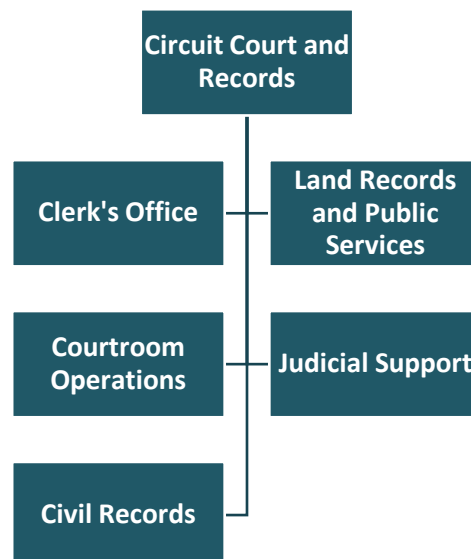 Circuit Court and
Records
Clerk's Office
Land Records
and Public
Services
Courtroom
Operations
Judicial Support
Civil Records